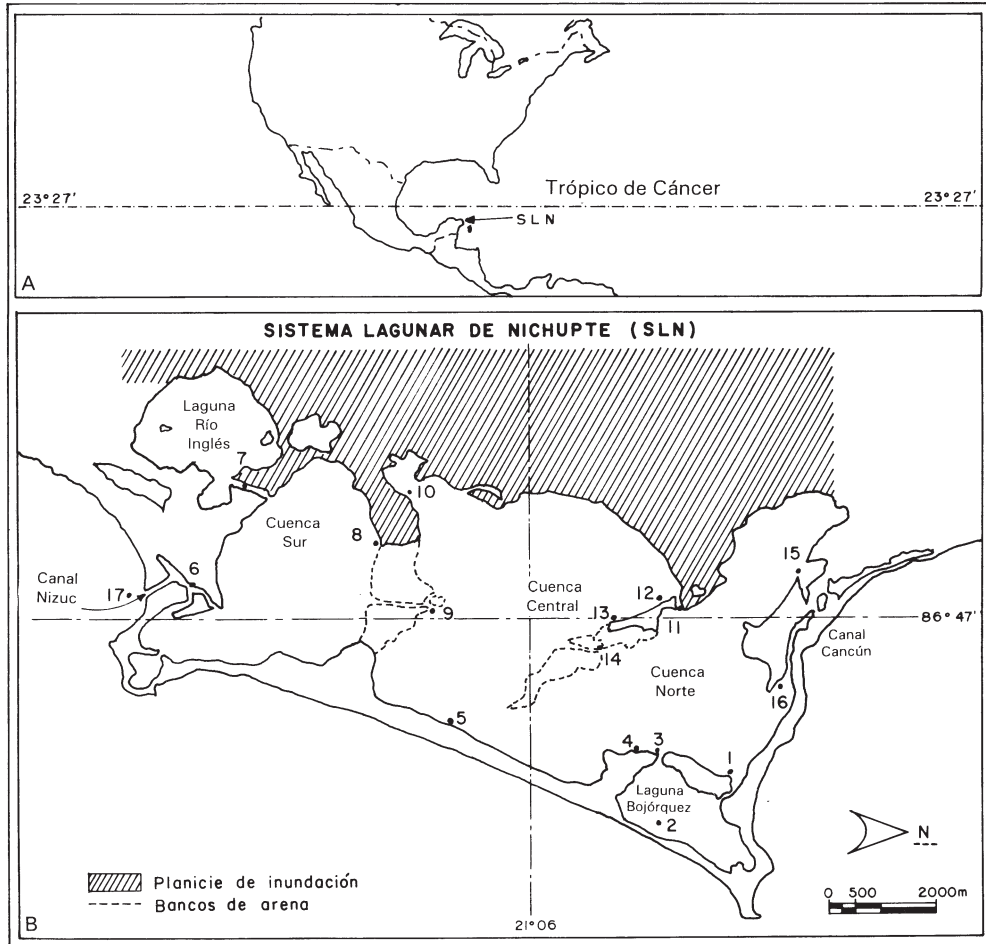 23°27'
Trópico de Cáncer
23°27'
SLN
A
SISTEMA LAGUNAR DE NICHUPTE (SLN)
Laguna
Río
Inglés
7
10
Cuenca
Sur
8
15
Canal
Nizuc
17
6
Cuenca
Central
12
13
9
11
86°47'
Canal
Cancún
14
Cuenca
Norte
16
5
4
3
1
Laguna
Bojórquez
2
N
Planicie de inundación
Bancos de arena
0 500 2000m
B
21°06